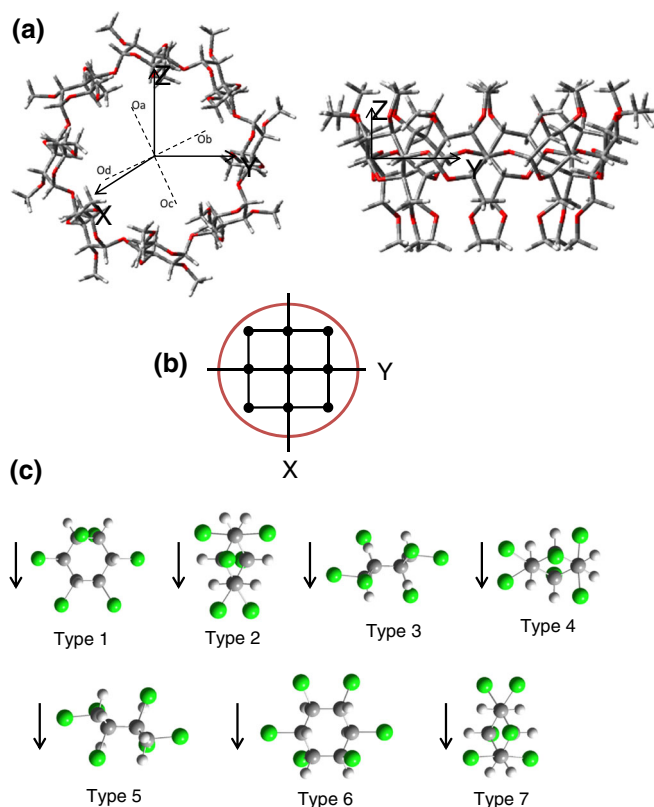 (a)
Z
Oa
Ob
Y
Od
Oc
X
Z
Y
(b)
Y
X
(c)
Type 1
Type 2
Type 3
Type 4
Type 5
Type 6
Type 7